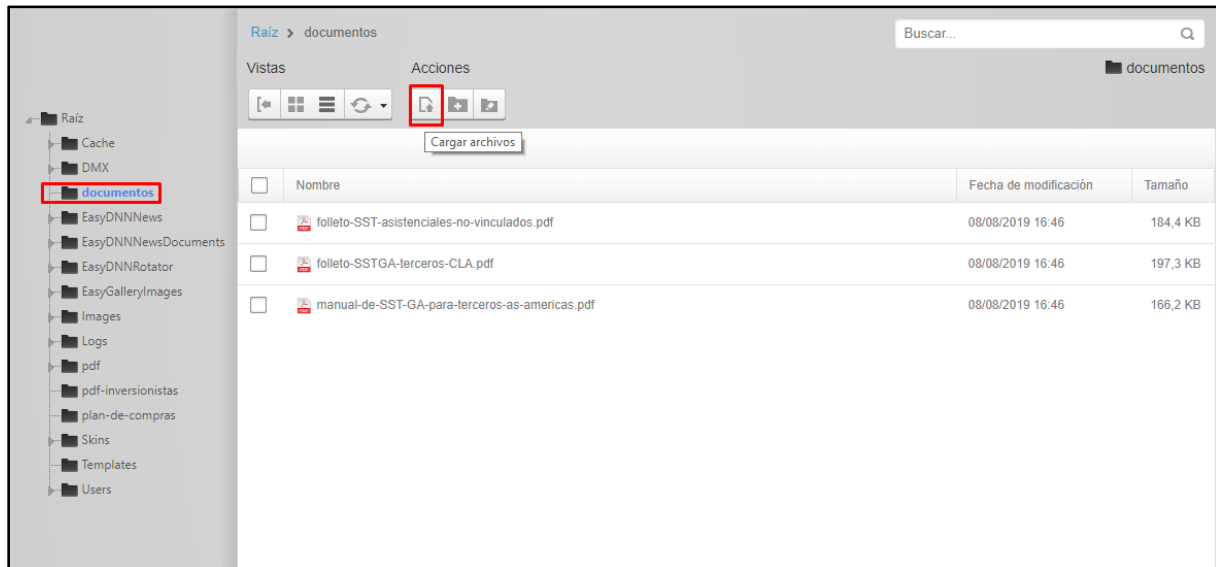 Raíz > documentos
Buscar...
Vistas
Acciones
documentos
Cargar archivos
Raíz
Cache
DMX
documentos
EasyDNNNews
EasyDNNNewsDocuments
EasyDNNRotator
EasyGalleryImages
Images
Logs
pdf
pdf-inversionistas
plan-de-compras
Skins
Templates
Users
Nombre Fecha de modificación Tamaño
folleto-SST-asistenciales-no-vinculados.pdf 08/08/2019 16:46 184,4 KB
folleto-SSTGA-terceros-CLA.pdf 08/08/2019 16:46 197,3 KB
manual-de-SST-GA-para-terceros-as-americas.pdf 08/08/2019 16:46 166,2 KB